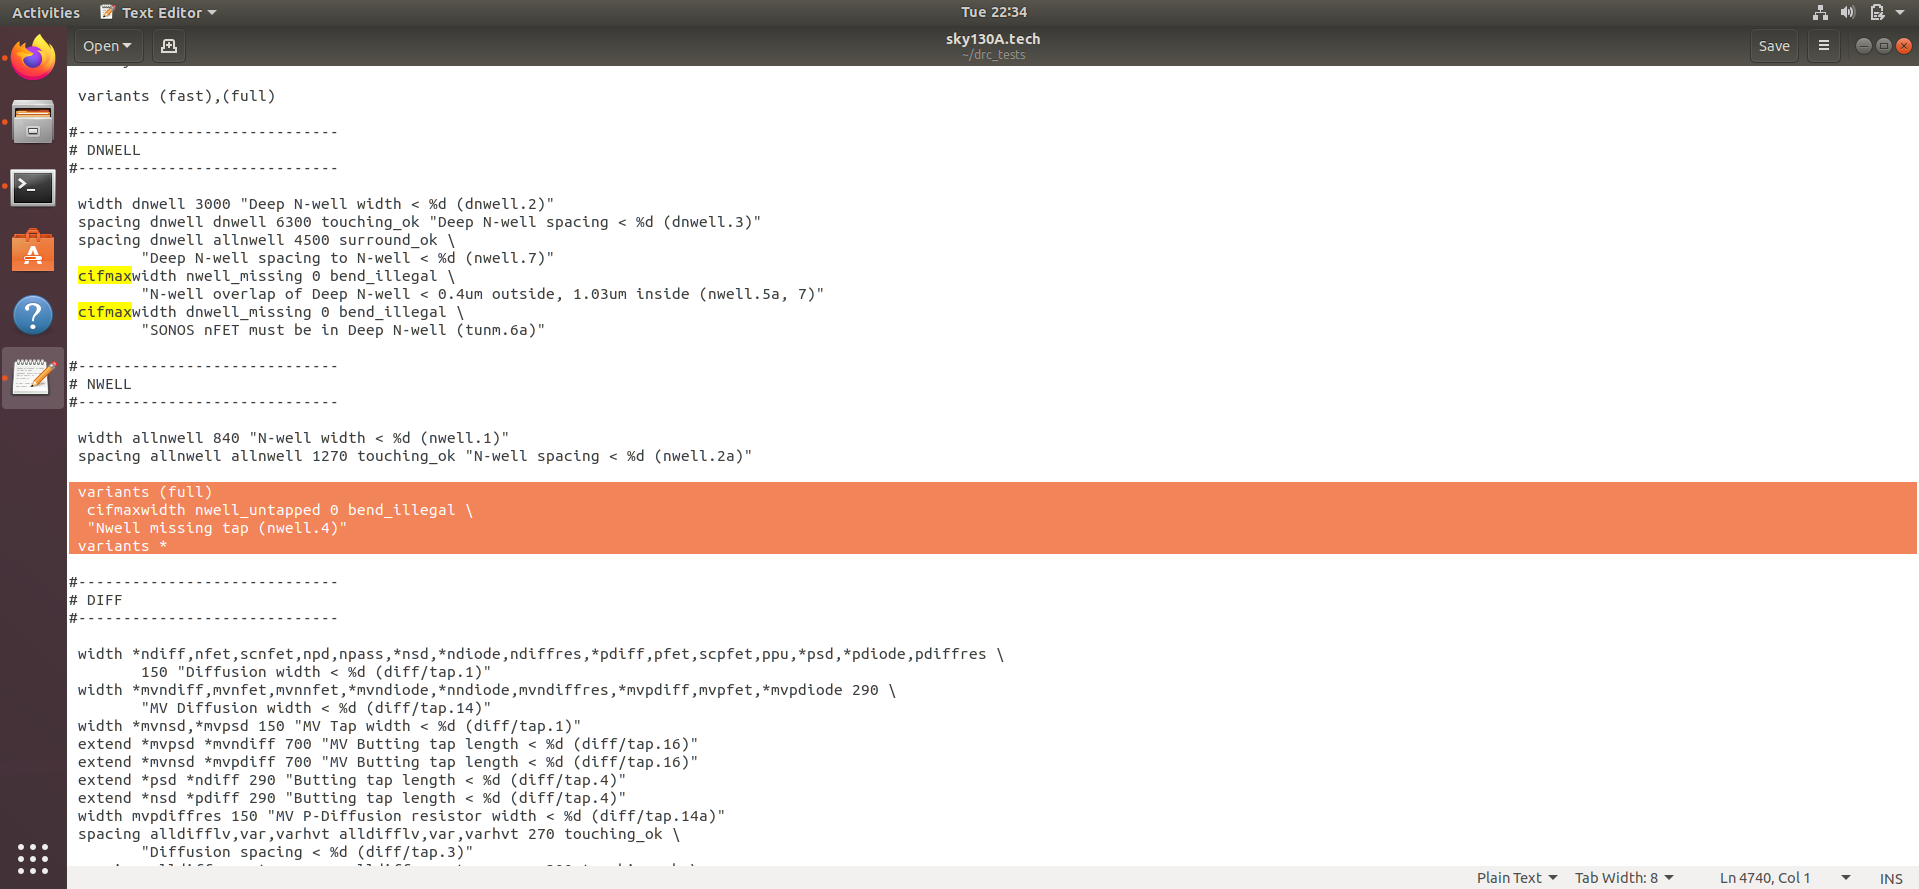 Activities
Text Editor
Tue 22:34
Open
sky130A.tech
~/drc_tests
Save
variants (fast),(full)
#-----------------------------
# DNWELL
#-----------------------------
width dnwell 3000 "Deep N-well width < %d (dnwell.2)"
spacing dnwell dnwell 6300 touching_ok "Deep N-well spacing < %d (dnwell.3)"
spacing dnwell allnwell 4500 surround_ok \
"Deep N-well spacing to N-well < %d (nwell.7)"
cifmaxwidth nwell_missing 0 bend_illegal \
"N-well overlap of Deep N-well < 0.4um outside, 1.03um inside (nwell.5a, 7)"
cifmaxwidth dnwell_missing 0 bend_illegal \
"SONOS nFET must be in Deep N-well (tunm.6a)"
#-----------------------------
# NWELL
#-----------------------------
width allnwell 840 "N-well width < %d (nwell.1)"
spacing allnwell allnwell 1270 touching_ok "N-well spacing < %d (nwell.2a)"
variants (full)
cifmaxwidth nwell_untapped 0 bend_illegal \
"Nwell missing tap (nwell.4)"
variants *
#-----------------------------
# DIFF
#-----------------------------
width *ndiff,nfet,scnfet,npd,npass,*nsd,*ndiode,ndiffres,*pdiff,pfet,scpfet,ppu,*psd,*pdiode,pdiffres \
150 "Diffusion width < %d (diff/tap.1)"
width *mvndiff,mvnfet,mvnnfet,*mvndiode,*nndiode,mvndiffres,*mvpdiff,mvpfet,*mvpdiode 290 \
"MV Diffusion width < %d (diff/tap.14)"
width *mvnsd,*mvpsd 150 "MV Tap width < %d (diff/tap.1)"
extend *mvpsd *mvndiff 700 "MV Butting tap length < %d (diff/tap.16)"
extend *mvnsd *mvpdiff 700 "MV Butting tap length < %d (diff/tap.16)"
extend *psd *ndiff 290 "Butting tap length < %d (diff/tap.4)"
extend *nsd *pdiff 290 "Butting tap length < %d (diff/tap.4)"
width mvpdiffres 150 "MV P-Diffusion resistor width < %d (diff/tap.14a)"
spacing alldifflv,var,varhvt alldifflv,var,varhvt 270 touching_ok \
"Diffusion spacing < %d (diff/tap.3)"
Plain Text
Tab Width: 8
Ln 4740, Col 1
INS